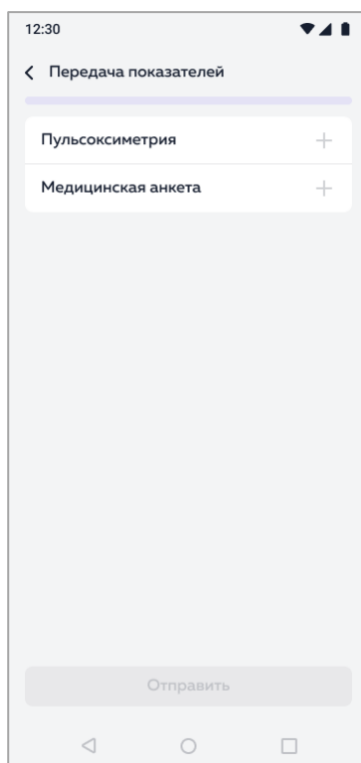 12:30
Передача показателей
Пульсоксиметрия
Медицинская анкета
Отправить